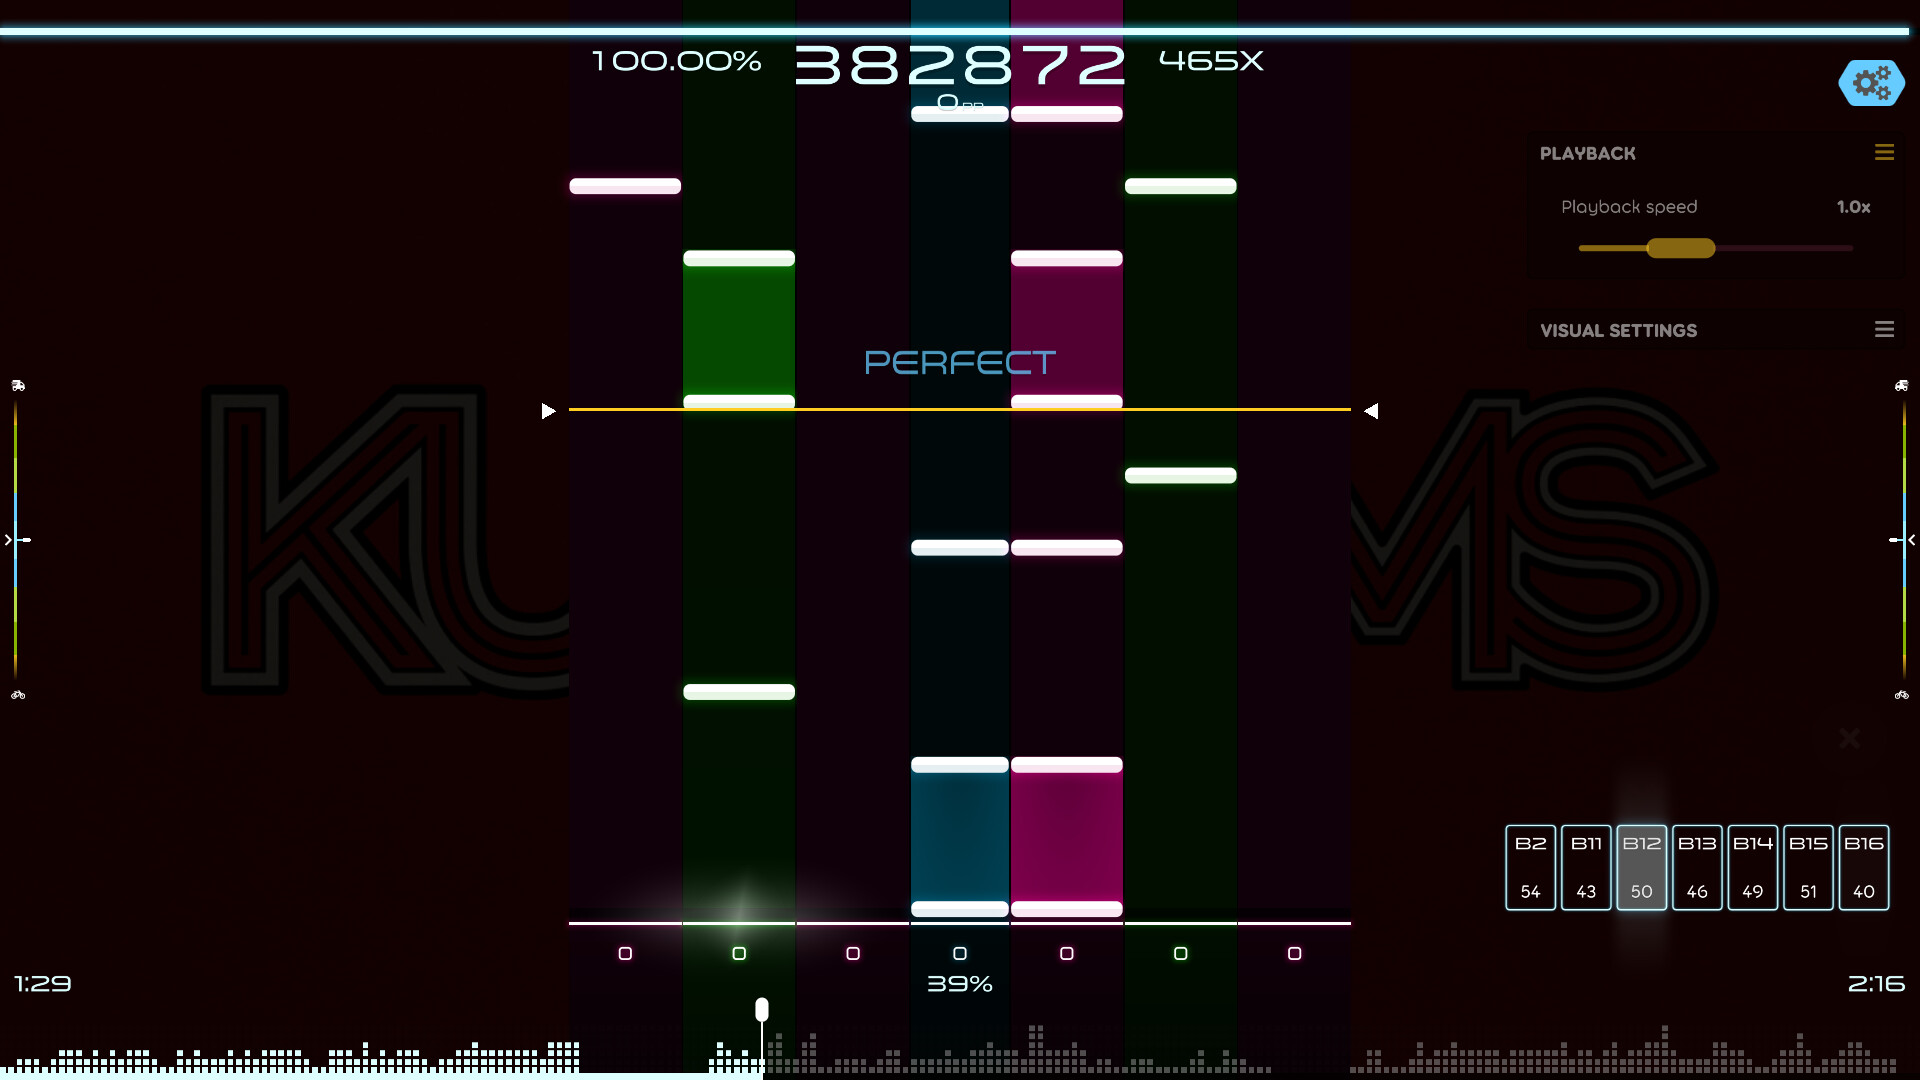 100.00%
382872
465X
0PP
PLAYBACK
Playback speed
1.0x
VISUAL SETTINGS
PERFECT
B2
B11
B12
B13
B14
B15
B16
54
43
50
46
49
51
40
1:29
39%
2:16